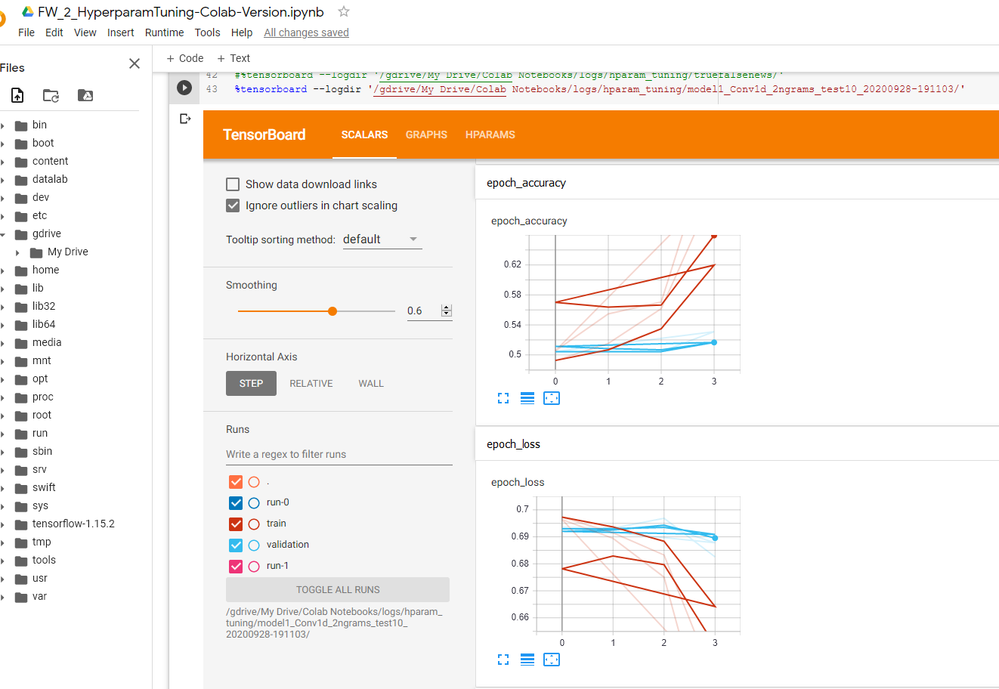 FW_2_HyperparamTuning-Colab-Version.ipynb
File Edit View Insert Runtime Tools Help All changes saved
Files
+ Code + Text
bin
boot
content
datalab
dev
etc
gdrive
My Drive
home
lib
lib32
lib64
media
mnt
opt
proc
root
run
sbin
srv
swift
sys
tensorflow-1.15.2
tmp
tools
usr
var
42 #%tensorboard --logdir '/gdrive/My Drive/Colab Notebooks/logs/hparam_tuning/truefalsenews/'
43 %tensorboard --logdir '/gdrive/My Drive/Colab Notebooks/logs/hparam_tuning/model1_Conv1d_2ngrams_test10_20200928-191103/'
TensorBoard SCALARS GRAPHS HPARAMS
Show data download links
Ignore outliers in chart scaling
Tooltip sorting method: default
Smoothing
0.6
Horizontal Axis
STEP RELATIVE WALL
Runs
Write a regex to filter runs
.
run-0
train
validation
run-1
TOGGLE ALL RUNS
/gdrive/My Drive/Colab Notebooks/logs/hparam_
tuning/model1_Conv1d_2ngrams_test10_
20200928-191103/
epoch_accuracy
epoch_accuracy
0.62
0.58
0.54
0.5
0 1 2 3
epoch_loss
epoch_loss
0.7
0.69
0.68
0.67
0.66
0 1 2 3